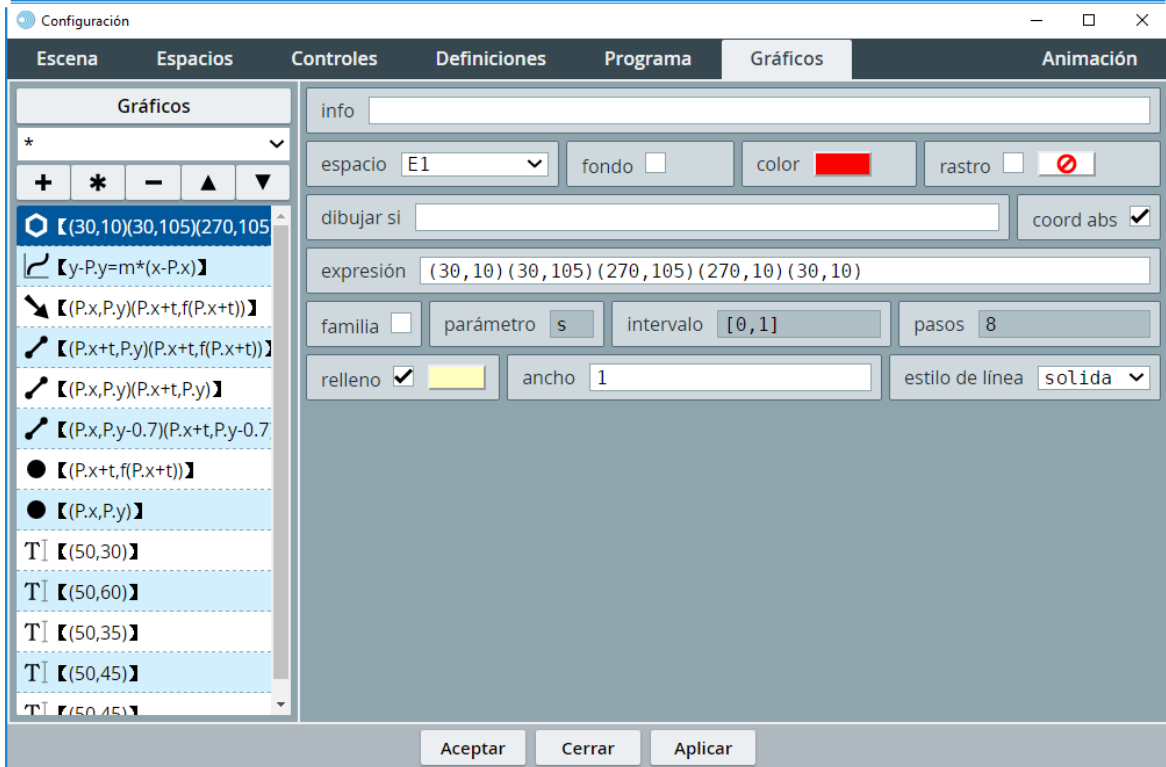 Configuración
Escena Espacios Controles Definiciones Programa Gráficos Animación
Gráficos
*
+ * − ▲ ▼
【(30,10)(30,105)(270,105)
【y-P.y=m*(x-P.x)】
【(P.x,P.y)(P.x+t,f(P.x+t))】
【(P.x+t,P.y)(P.x+t,f(P.x+t))】
【(P.x,P.y)(P.x+t,P.y)】
【(P.x,P.y-0.7)(P.x+t,P.y-0.7)
【(P.x+t,f(P.x+t))】
【(P.x,P.y)】
T 【(50,30)】
T 【(50,60)】
T 【(50,35)】
T 【(50,45)】
T 【(50,45)】
info
espacio E1 fondo color rastro
dibujar si coord abs
expresión (30,10)(30,105)(270,105)(270,10)(30,10)
familia parámetro s intervalo [0,1] pasos 8
relleno ancho 1 estilo de línea solida
Aceptar Cerrar Aplicar